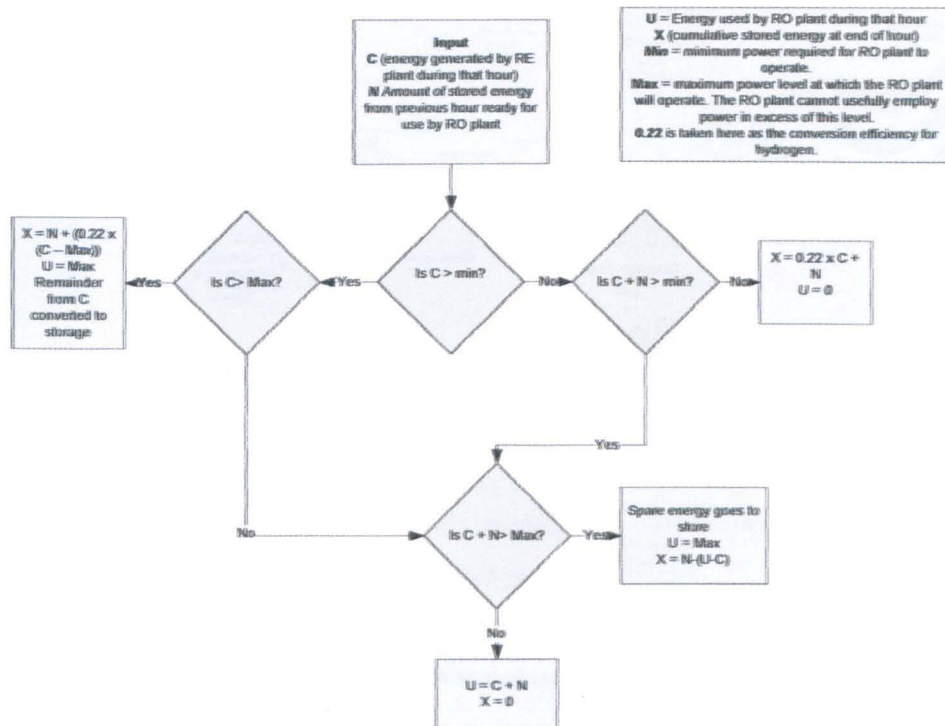 Input
C (energy generated by RE
plant during that hour)
N Amount of stored energy
from previous hour ready for
use by RO plant
U = Energy used by RO plant during that hour
X (cumulative stored energy at end of hour)
Min = minimum power required for RO plant to
operate.
Max = maximum power level at which the RO plant
will operate. The RO plant cannot usefully employ
power in excess of this level.
0.22 is taken here as the conversion efficiency for
hydrogen.
X = N + ((0.22 x
(C – Max))
U = Max
Remainder
from C
converted to
storage
Yes
Is C> Max?
Yes
Is C > min?
No
Is C + N > min?
No
X = 0.22 x C +
N
U = 0
Yes
No
Is C + N> Max?
Yes
Spare energy goes to
store
U = Max
X = N-(U-C)
No
U = C + N
X = 0